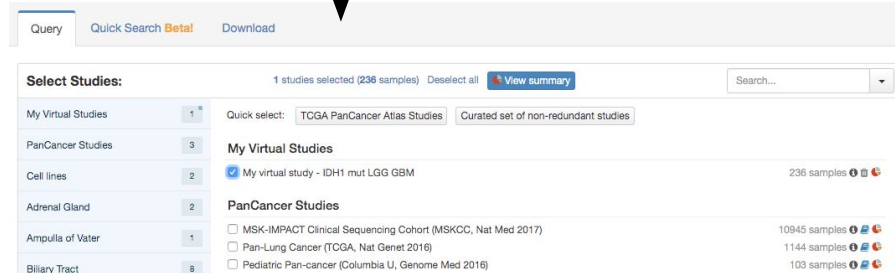 Query Quick Search Beta! Download
Select Studies: 1 studies selected (236 samples) Deselect all View summary Search...
My Virtual Studies 1 Quick select: TCGA PanCancer Atlas Studies Curated set of non-redundant studies
PanCancer Studies 3 My Virtual Studies
Cell lines 2 My virtual study - IDH1 mut LGG GBM 236 samples
Adrenal Gland 2 PanCancer Studies
Ampulla of Vater 1 MSK-IMPACT Clinical Sequencing Cohort (MSKCC, Nat Med 2017) 10945 samples
Pan-Lung Cancer (TCGA, Nat Genet 2016) 1144 samples
Biliary Tract 8 Pediatric Pan-cancer (Columbia U, Genome Med 2016) 103 samples